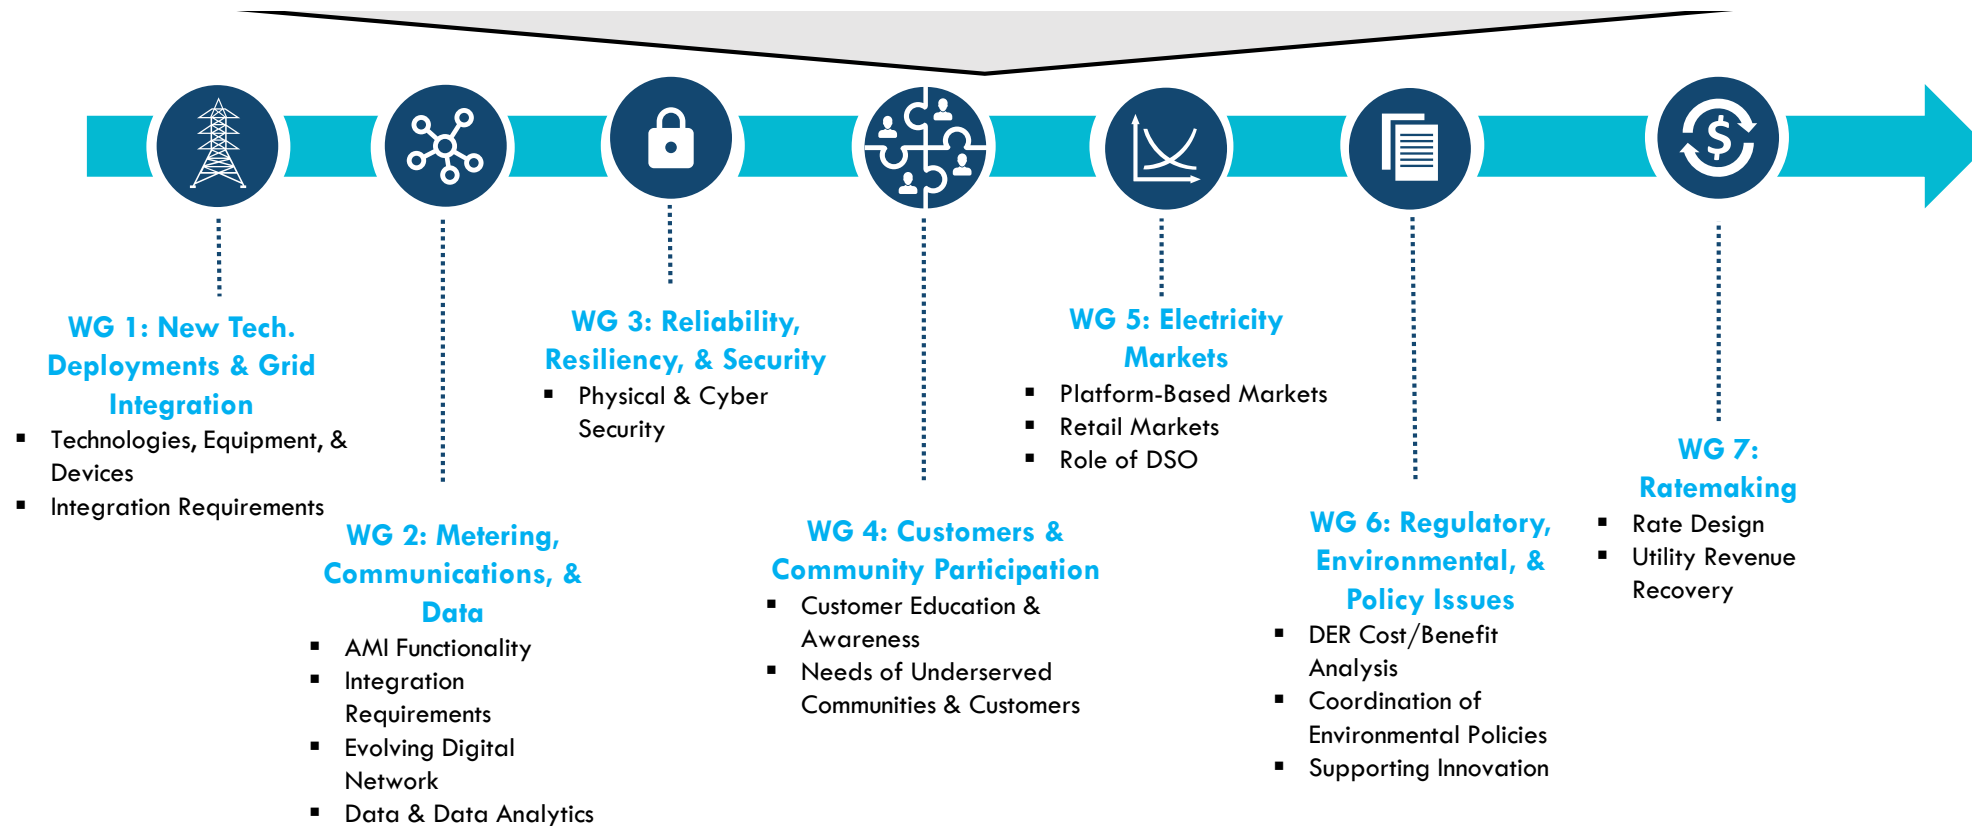 WG 1: New Tech.
Deployments & Grid
Integration
▪ Technologies, Equipment, &
Devices
▪ Integration Requirements
WG 2: Metering,
Communications, &
Data
▪ AMI Functionality
▪ Integration
Requirements
▪ Evolving Digital
Network
▪ Data & Data Analytics
WG 3: Reliability,
Resiliency, & Security
▪ Physical & Cyber
Security
WG 4: Customers &
Community Participation
▪ Customer Education &
Awareness
▪ Needs of Underserved
Communities & Customers
WG 5: Electricity
Markets
▪ Platform-Based Markets
▪ Retail Markets
▪ Role of DSO
WG 6: Regulatory,
Environmental, &
Policy Issues
▪ DER Cost/Benefit
Analysis
▪ Coordination of
Environmental Policies
▪ Supporting Innovation
$
WG 7:
Ratemaking
▪ Rate Design
▪ Utility Revenue
Recovery